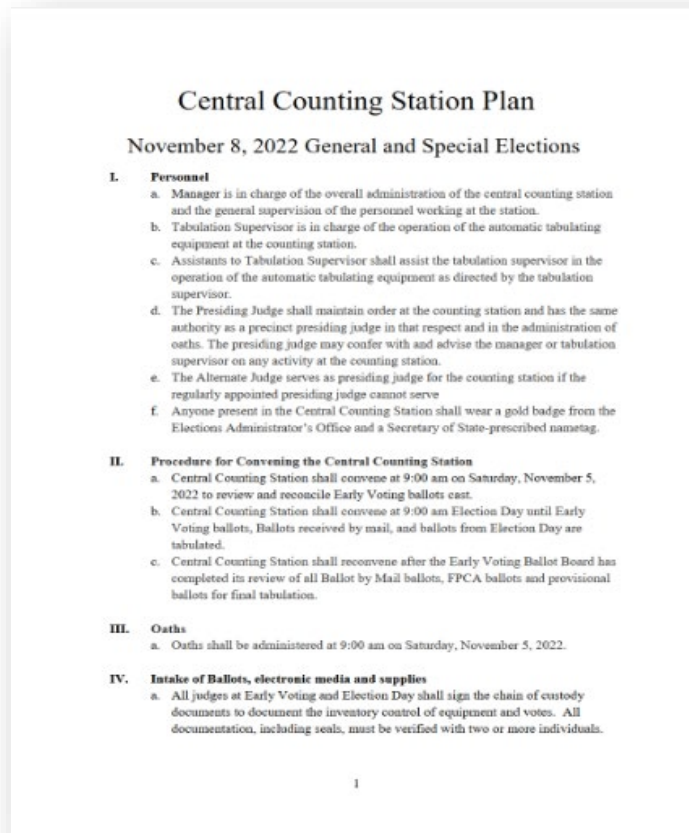 Central Counting Station Plan
November 8, 2022 General and Special Elections
I. Personnel
a. Manager is in charge of the overall administration of the central counting station
and the general supervision of the personnel working at the station.
b. Tabulation Supervisor is in charge of the operation of the automatic tabulating
equipment at the counting station.
c. Assistants to Tabulation Supervisor shall assist the tabulation supervisor in the
operation of the automatic tabulating equipment as directed by the tabulation
supervisor.
d. The Presiding Judge shall maintain order at the counting station and has the same
authority as a precinct presiding judge in that respect and in the administration of
oaths. The presiding judge may confer with and advise the manager or tabulation
supervisor on any activity at the counting station.
e. The Alternate Judge serves as presiding judge for the counting station if the
regularly appointed presiding judge cannot serve
f. Anyone present in the Central Counting Station shall wear a gold badge from the
Elections Administrator's Office and a Secretary of State-prescribed nametag.
II. Procedure for Convening the Central Counting Station
a. Central Counting Station shall convene at 9:00 am on Saturday, November 5,
2022 to review and reconcile Early Voting ballots cast.
b. Central Counting Station shall convene at 9:00 am Election Day until Early
Voting ballots, Ballots received by mail, and ballots from Election Day are
tabulated.
c. Central Counting Station shall reconvene after the Early Voting Ballot Board has
completed its review of all Ballot by Mail ballots, FPCA ballots and provisional
ballots for final tabulation.
III. Oaths
a. Oaths shall be administered at 9:00 am on Saturday, November 5, 2022.
IV. Intake of Ballots, electronic media and supplies
a. All judges at Early Voting and Election Day shall sign the chain of custody
documents to document the inventory control of equipment and votes. All
documentation, including seals, must be verified with two or more individuals.
1